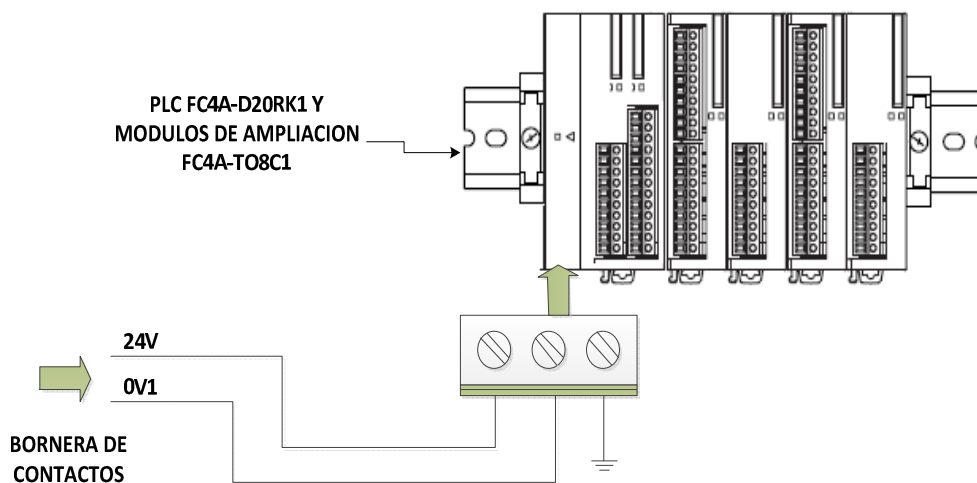 PLC FC4A-D20RK1 Y
MODULOS DE AMPLIACION
FC4A-TO8C1
24V
0V1
BORNERA DE
CONTACTOS